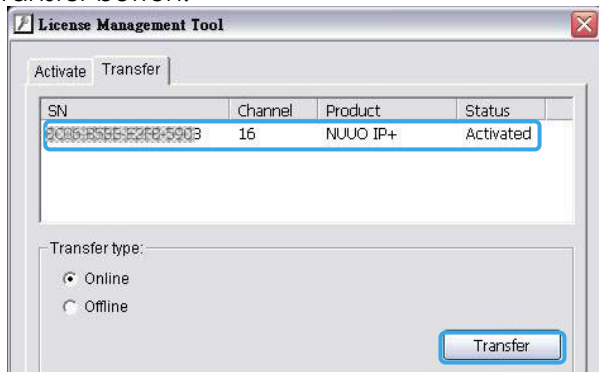 License Management Tool
Activate Transfer
SN Channel Product Status
16 NUUO IP+ Activated
Transfer type:
Online
Offline
Transfer